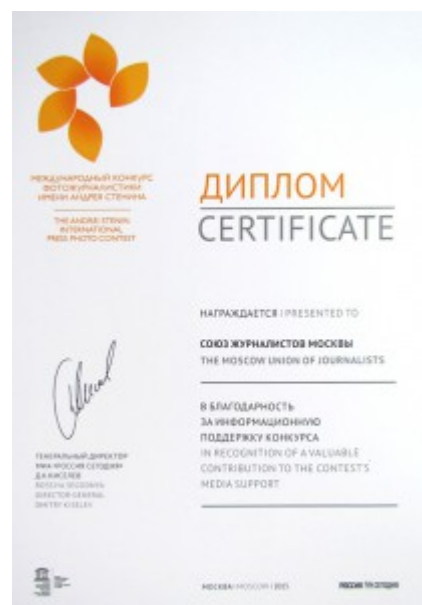 МЕЖДУНАРОДНЫЙ КОНКУРС
ФОТОЖУРНАЛИСТИКИ
ИМЕНИ АНДРЕЯ СТЕНИНА
THE ANDREI STENIN
INTERNATIONAL
PRESS PHOTO CONTEST
ДИПЛОМ
CERTIFICATE
НАГРАЖДАЕТСЯ | PRESENTED TO
СОЮЗ ЖУРНАЛИСТОВ МОСКВЫ
THE MOSCOW UNION OF JOURNALISTS
В БЛАГОДАРНОСТЬ
ЗА ИНФОРМАЦИОННУЮ
ПОДДЕРЖКУ КОНКУРСА
IN RECOGNITION OF A VALUABLE
CONTRIBUTION TO THE CONTEST'S
MEDIA SUPPORT
ГЕНЕРАЛЬНЫЙ ДИРЕКТОР
МИА «РОССИЯ СЕГОДНЯ»
Д.К.КИСЕЛЕВ
ROSSIYA SEGODNYA
DIRECTOR GENERAL
DMITRY KISELEV
МОСКВА | MOSCOW | 2015
РОССИЯ СЕГОДНЯ